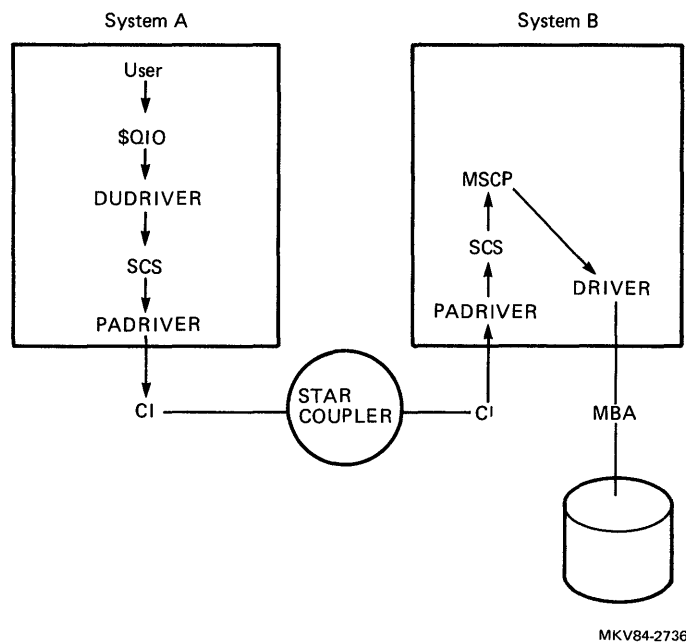 System A
System B
User
$QIO
DUDRIVER
SCS
PADRIVER
CI
MSCP
SCS
PADRIVER
DRIVER
STAR
COUPLER
CI
MBA
MKV84-2736